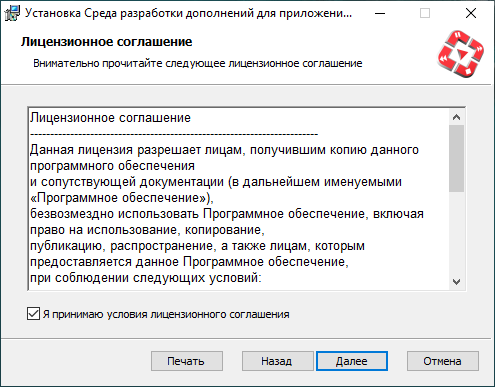 Установка Среда разработки дополнений для приложени...
Лицензионное соглашение
Внимательно прочитайте следующее лицензионное соглашение
Лицензионное соглашение
-----------------------------------------------------------------------
Данная лицензия разрешает лицам, получившим копию данного
программного обеспечения
и сопутствующей документации (в дальнейшем именуемыми
«Программное обеспечение»),
безвозмездно использовать Программное обеспечение, включая
право на использование, копирование,
публикацию, распространение, а также лицам, которым
предоставляется данное Программное обеспечение,
при соблюдении следующих условий:
Я принимаю условия лицензионного соглашения
Печать
Назад
Далее
Отмена